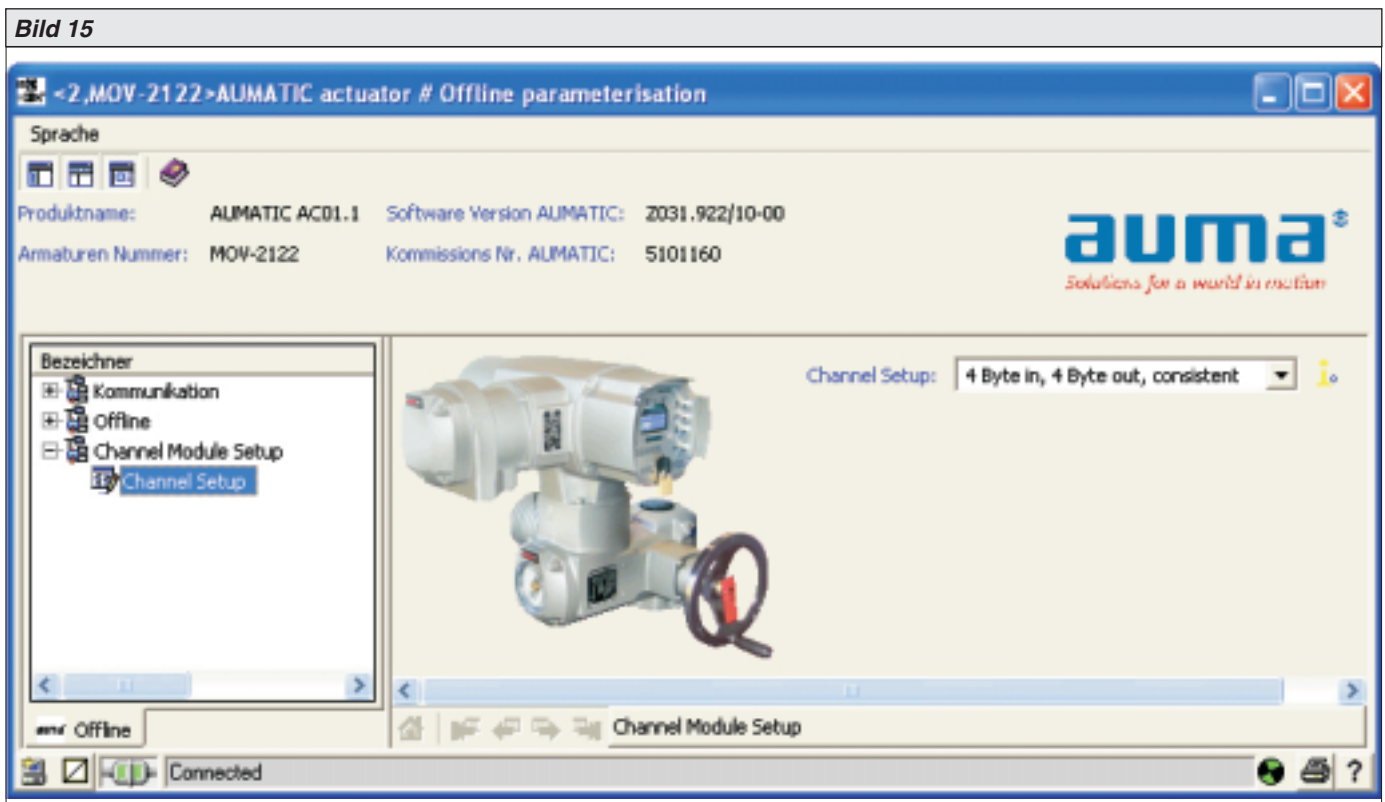 Bild 15
<2,MOV-2122>AUMATIC actuator # Offline parameterisation
Sprache
Produktname: AUMATIC AC01.1 Software Version AUMATIC: Z031.922/10-00
Armaturen Nummer: MOV-2122 Kommissions Nr. AUMATIC: 5101160
auma®
Solutions for a world in motion
Bezeichner
Kommunikation
Offline
Channel Module Setup
Channel Setup
Channel Setup: 4 Byte in, 4 Byte out, consistent
Offline
Channel Module Setup
Connected